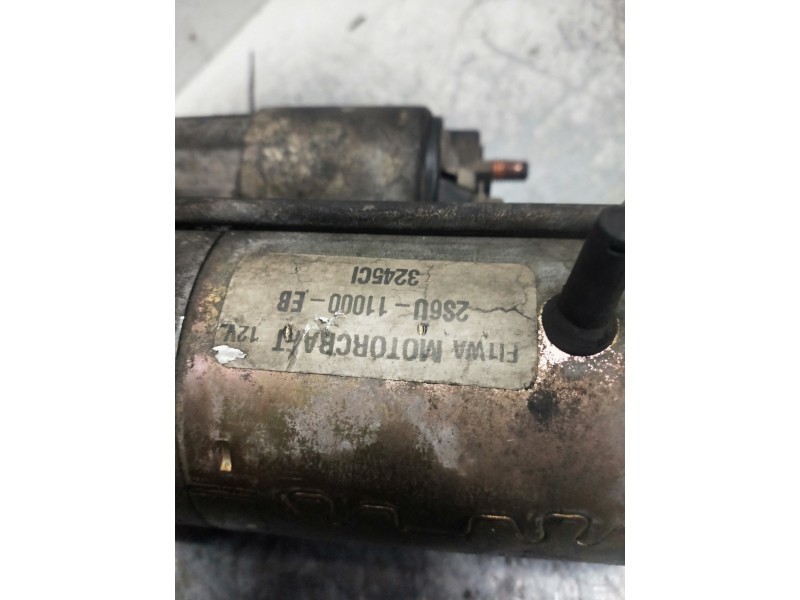 FITWA MOTORCRAFT 12V.
2S6U-11000-EB
3245CI